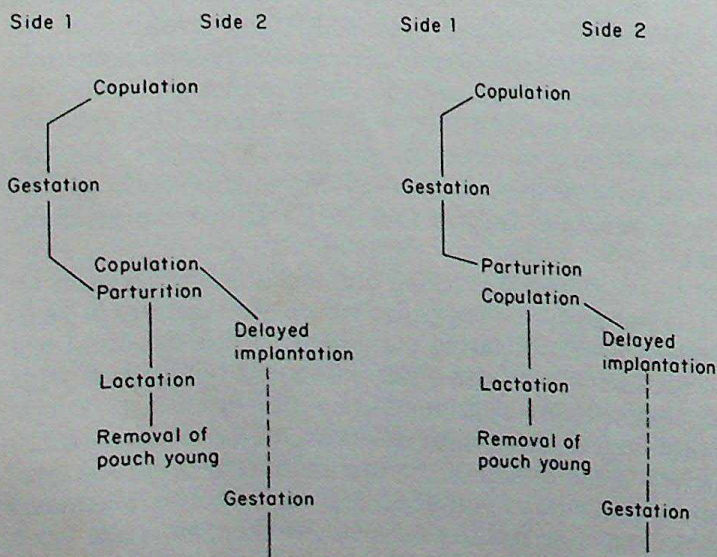 Side 1
Side 2
Copulation
Gestation
Copulation
Parturition
Delayed
implantation
Lactation
Removal of
pouch young
Gestation
Side 1
Side 2
Copulation
Gestation
Parturition
Copulation
Delayed
implantation
Lactation
Removal of
pouch young
Gestation